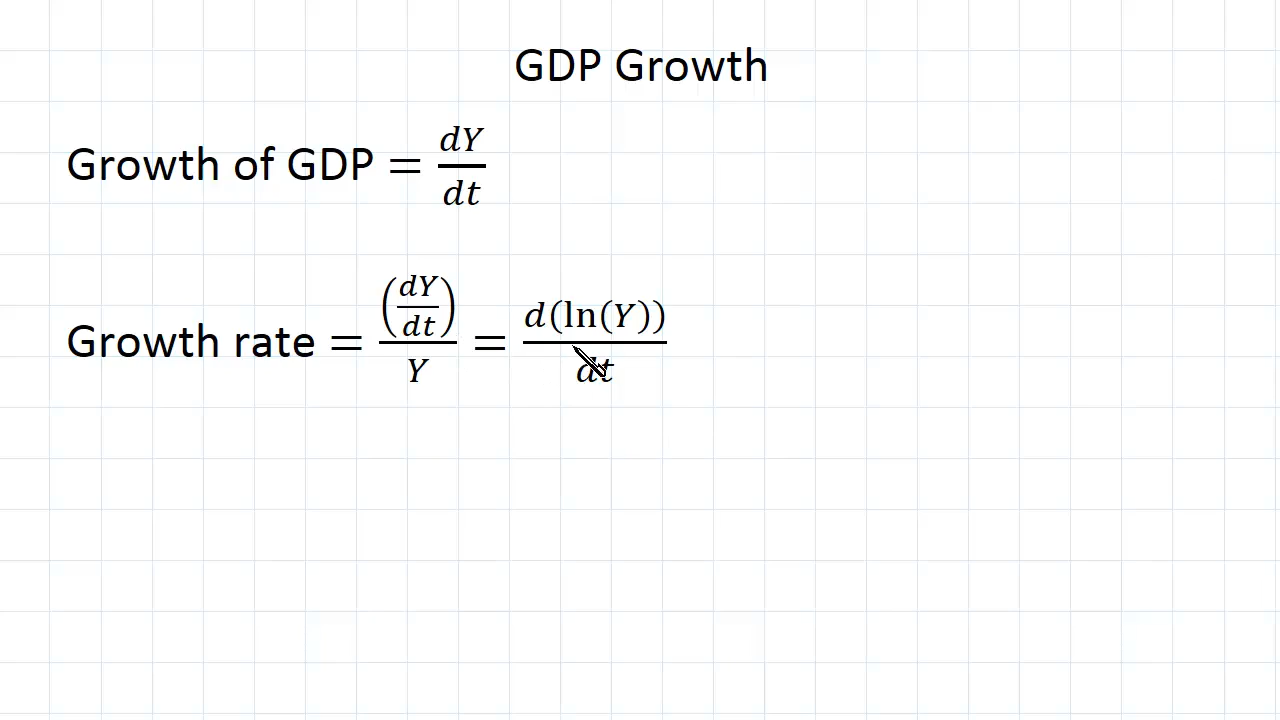 GDP Growth
Growth of GDP = dY/dt
Growth rate = (dY/dt)/Y = d(ln(Y))/dt